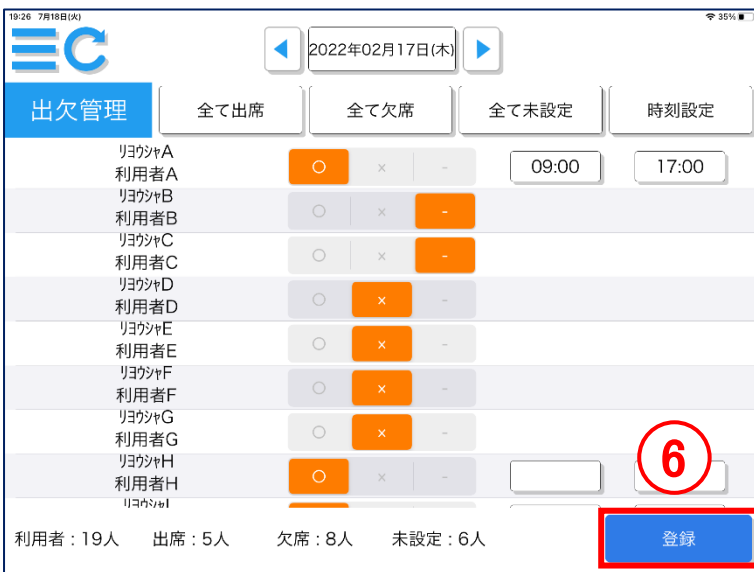 19:26 7月18日(火) 35%
2022年02月17日(木)
出欠管理 全て出席 全て欠席 全て未設定 時刻設定
ﾘﾖｳｼｬA
利用者A ○ × - 09:00 17:00
ﾘﾖｳｼｬB
利用者B ○ × -
ﾘﾖｳｼｬC
利用者C ○ × -
ﾘﾖｳｼｬD
利用者D ○ × -
ﾘﾖｳｼｬE
利用者E ○ × -
ﾘﾖｳｼｬF
利用者F ○ × -
ﾘﾖｳｼｬG
利用者G ○ × -
ﾘﾖｳｼｬH
利用者H ○ × -
ﾘﾖｳｼｬI
6
利用者：19人 出席：5人 欠席：8人 未設定：6人 登録